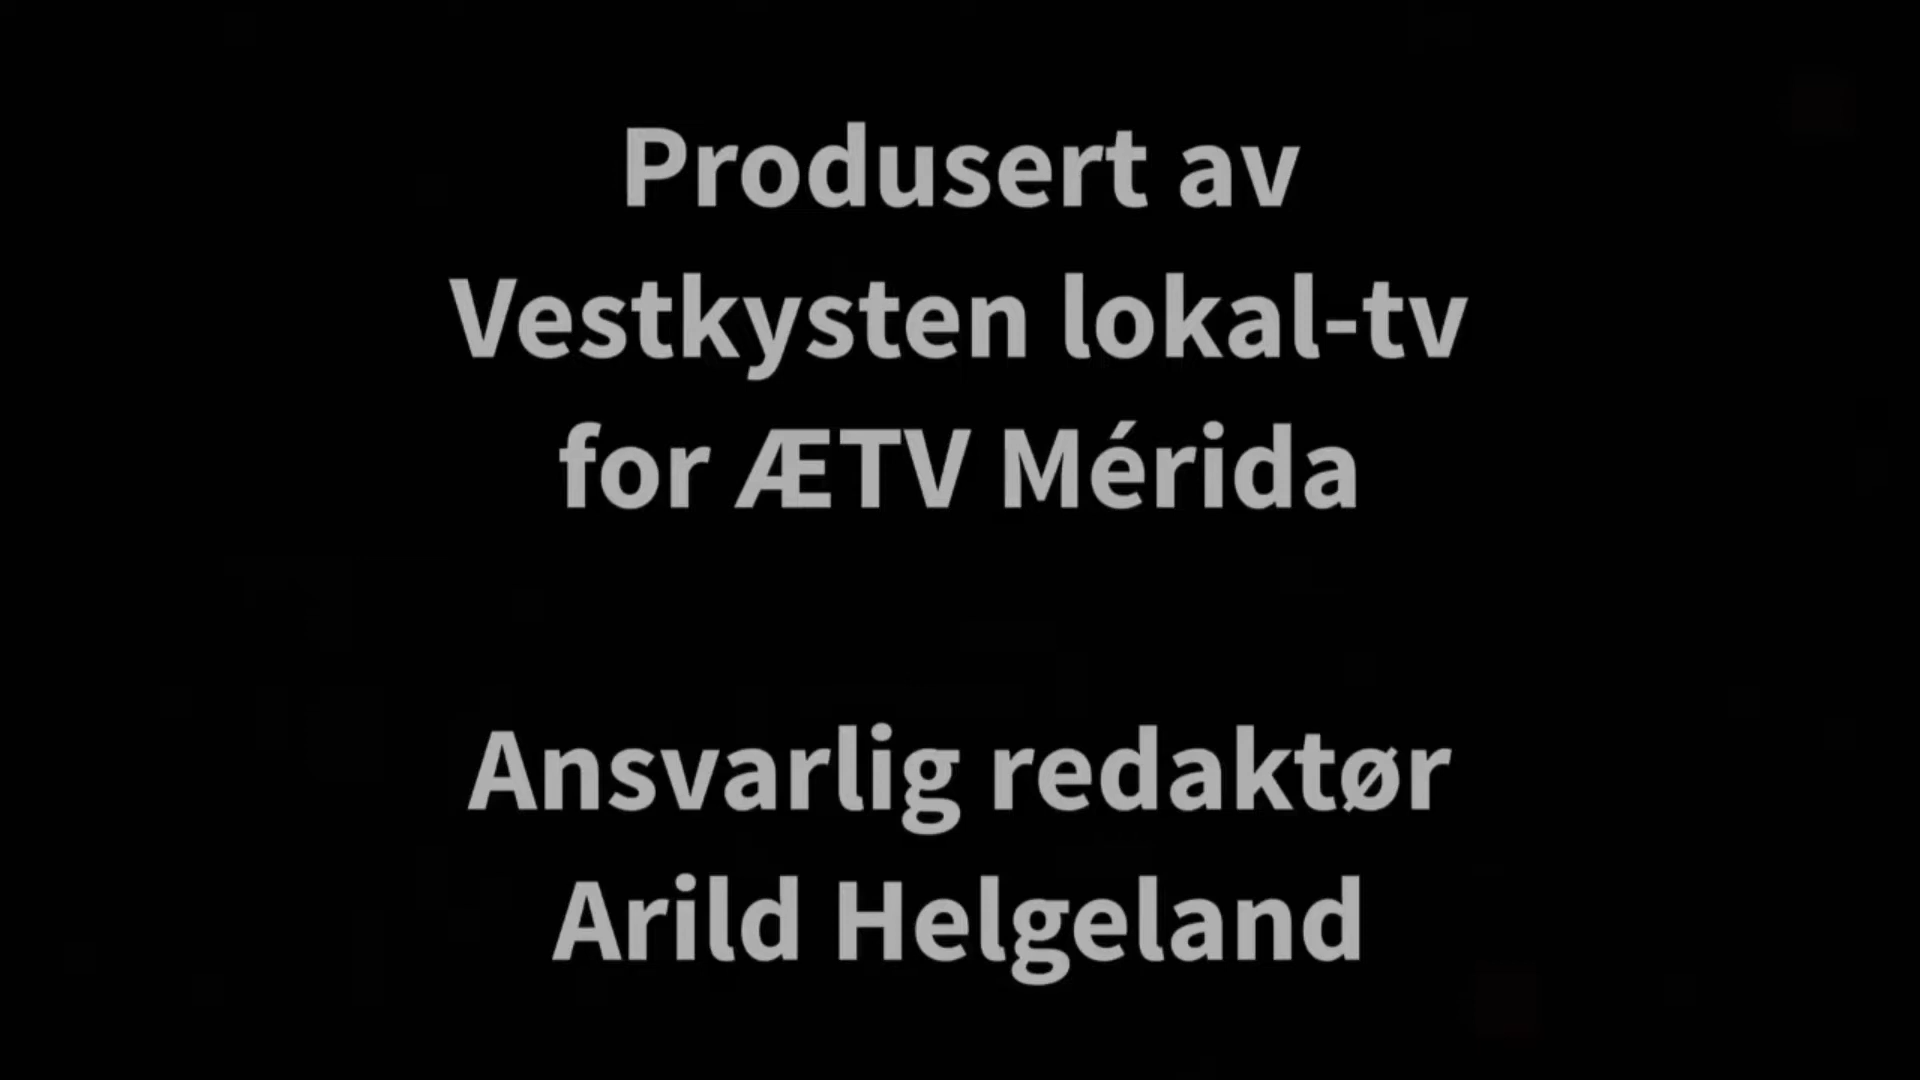 Produsert av
Vestkysten lokal-tv
for ÆTV Mérida
Ansvarlig redaktør
Arild Helgeland